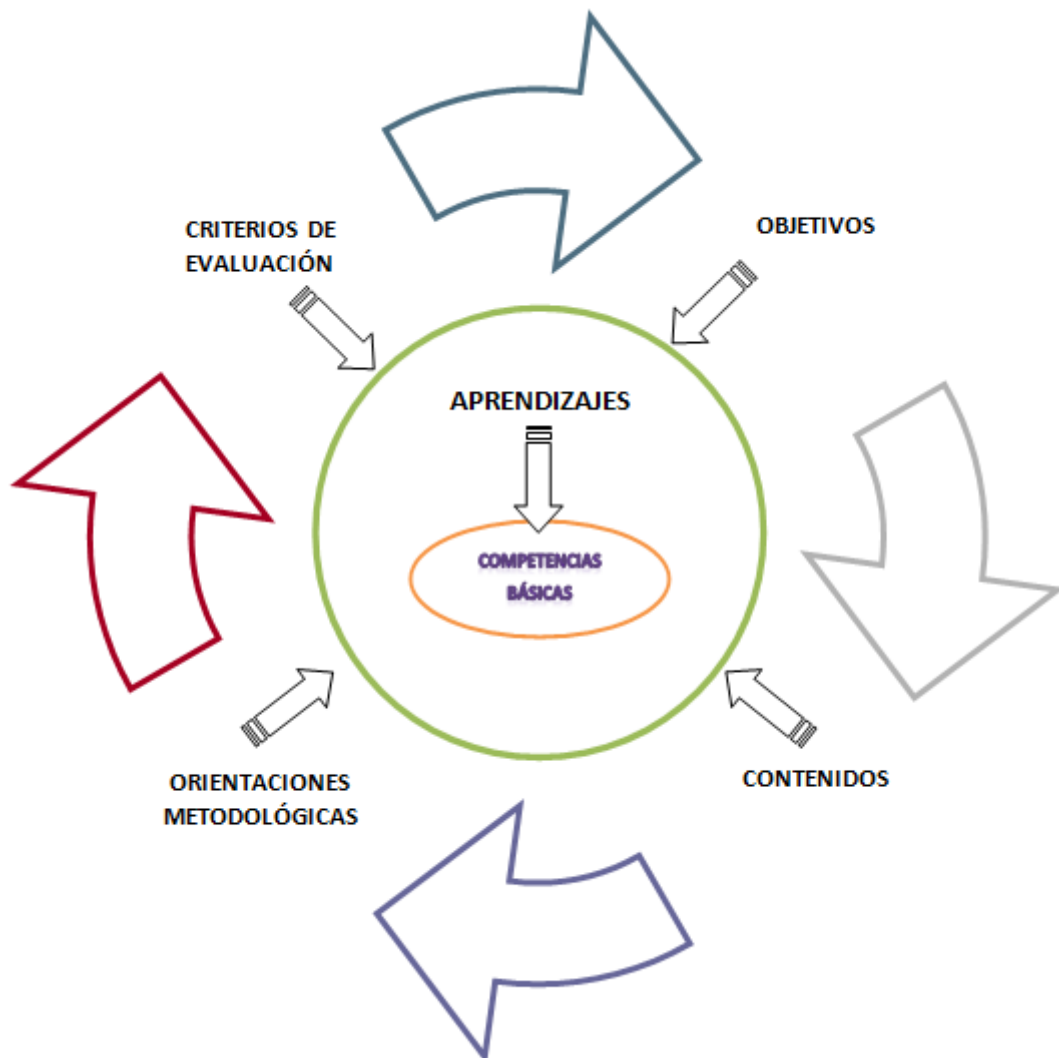 CRITERIOS DE
EVALUACIÓN
OBJETIVOS
APRENDIZAJES
COMPETENCIAS
BÁSICAS
ORIENTACIONES
METODOLÓGICAS
CONTENIDOS